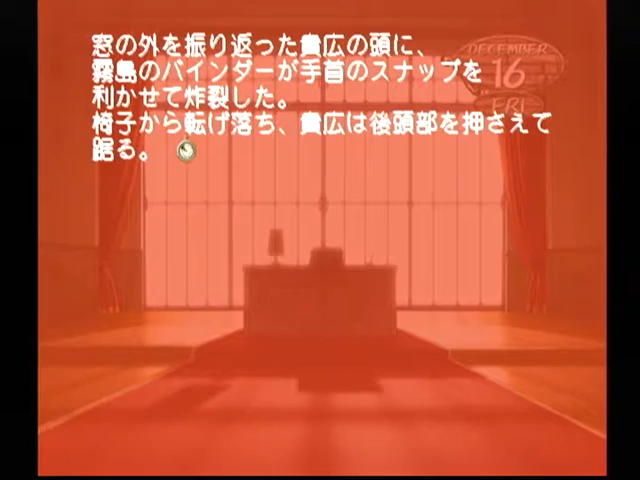 窓の外を振り返った貴広の頭に、
霧島のバインダーが手首のスナップを
利かせて炸裂した。
椅子から転げ落ち、貴広は後頭部を押さえて
踞る。
DECEMBER
16
FRI